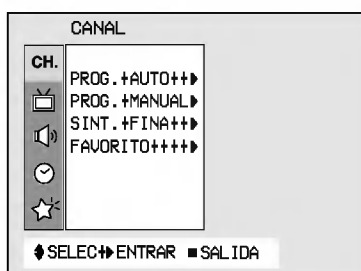 CANAL
CH.
PROG.+AUTO++▶
PROG.+MANUAL▶
SINT.+FINA++▶
FAVORITO++++▶
♦SELEC+▶ENTRAR ■SALIDA